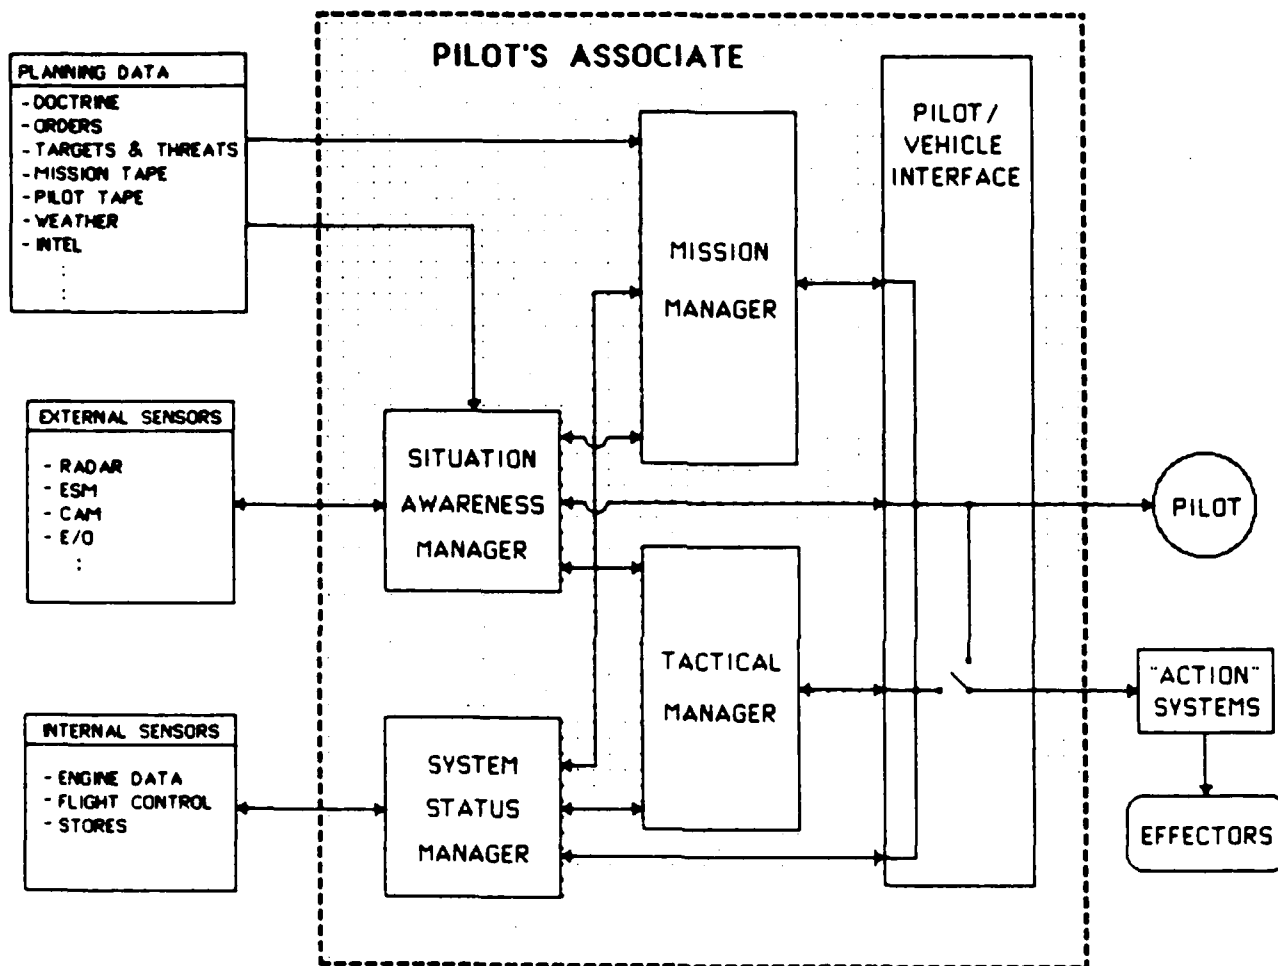 PILOT'S ASSOCIATE
PLANNING DATA
- DOCTRINE
- ORDERS
- TARGETS & THREATS
- MISSION TAPE
- PILOT TAPE
- WEATHER
- INTEL
:
:
EXTERNAL SENSORS
- RADAR
- ESM
- CAM
- E/O
:
INTERNAL SENSORS
- ENGINE DATA
- FLIGHT CONTROL
- STORES
SITUATION
AWARENESS
MANAGER
SYSTEM
STATUS
MANAGER
MISSION
MANAGER
TACTICAL
MANAGER
PILOT/
VEHICLE
INTERFACE
PILOT
"ACTION"
SYSTEMS
EFFECTORS